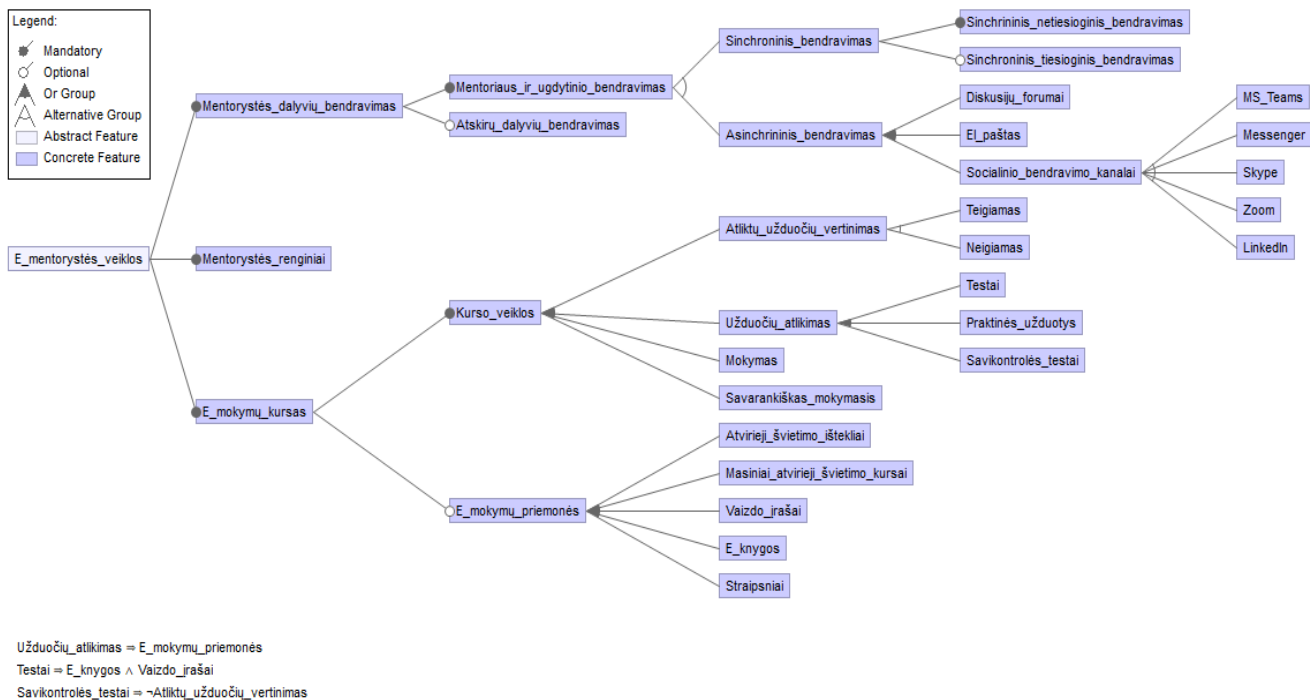 Legend:
Mandatory
Optional
Or Group
Alternative Group
Abstract Feature
Concrete Feature
E_mentorystės_veiklos
Mentorystės_dalyvių_bendravimas
Mentoriaus_ir_ugdytinio_bendravimas
Sinchroninis_bendravimas
Sinchrininis_netiesioginis_bendravimas
Sinchroninis_tiesioginis_bendravimas
Asinchrininis_bendravimas
Diskusijų_forumai
El_paštas
Socialinio_bendravimo_kanalai
MS_Teams
Messenger
Skype
Zoom
LinkedIn
Atskirų_dalyvių_bendravimas
Mentorystės_renginiai
E_mokymų_kursas
Kurso_veiklos
Atliktų_užduočių_vertinimas
Teigiamas
Neigiamas
Užduočių_atlikimas
Testai
Praktinės_užduotys
Savikontrolės_testai
Mokymas
Savarankiškas_mokymasis
E_mokymų_priemonės
Atvirieji_švietimo_ištekliai
Masiniai_atvirieji_švietimo_kursai
Vaizdo_įrašai
E_knygos
Straipsniai
Užduočių_atlikimas ⇒ E_mokymų_priemonės
Testai ⇒ E_knygos ∧ Vaizdo_įrašai
Savikontrolės_testai ⇒ ¬Atliktų_užduočių_vertinimas